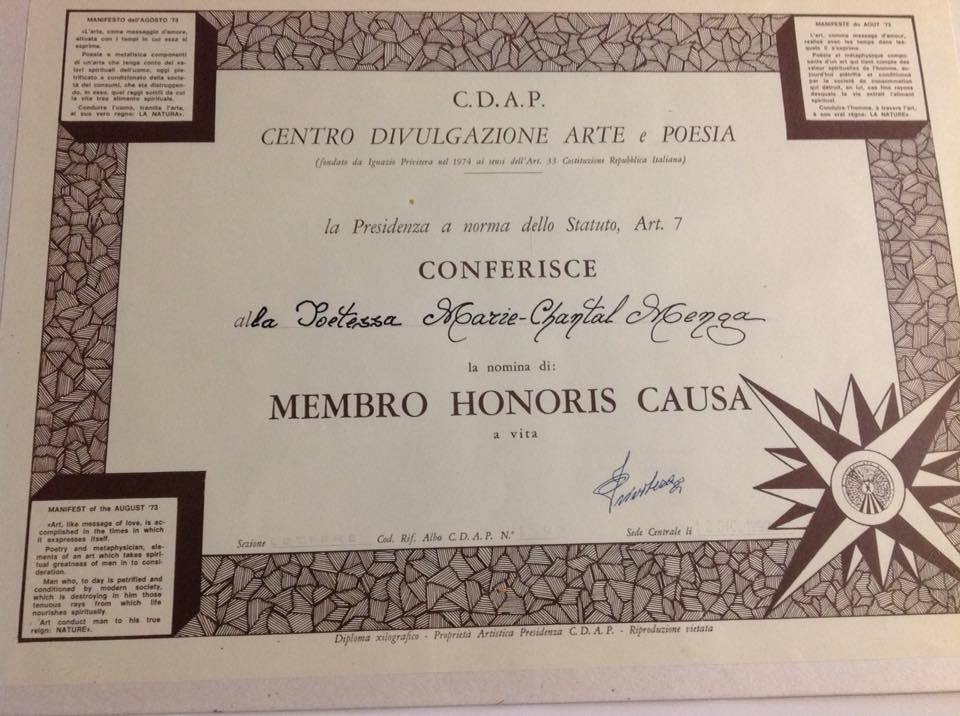 MANIFESTO dell'AGOSTO '73
«L'arte, come messaggio d'amore,
attivata con i tempi in cui essa si
esprime.
Poesia e metafisica componenti
di un'arte che tenga conto dei va-
lori spirituali dell'uomo, oggi pie-
trificato e condizionato della socie-
tà dei consumi, che sta distruggen-
do, in esso, quei raggi sottili da cui
la vita trae alimento spirituale.
Condurre l'uomo, tramite l'Arte,
al suo vero regno: LA NATURA».
MANIFESTE du AOUT '73
L'art, comme message d'amour,
réalisé avec les temps dans les-
quels il s'exprime.
Poésie et métaphysique compo-
sants d'un art qui tiens compte des
valeur spirituelles de l'homme, au-
jourd'hui pétrifié et conditionné
par la société de consommation
qui détruit, en lui, ces fins rayons
desquels la vie extrait l'aliment
spirituel.
Conduire l'homme, à travers l'art,
à son vrai règne: LA NATURE».
C.D.A.P.
CENTRO DIVULGAZIONE ARTE e POESIA
(fondato da Ignazio Privitera nel 1974 ai sensi dell'Art. 33 Costituzione Repubblica Italiana)
la Presidenza a norma dello Statuto, Art. 7
CONFERISCE
alla Poetessa Marie-Chantal Menga
la nomina di:
MEMBRO HONORIS CAUSA
a vita
Sezione Cod. Rif. Albo C.D.A.P. N.° Sede Centrale li
MANIFEST of the AUGUST '73
«Art, like message of love, is ac-
complished in the times in which
it exspresses itself.
Poetry and metaphysician, ele-
ments of an art which takes spiri-
tual greatness of men in to consi-
deration.
Man who, to day is petrified and
conditioned by modern society,
which is destroying in him those
tenuous rays from which life
nourishes spiritually.
Art conduct man to his true
reign: NATURE».
Diploma xilografico - Proprietà Artistica Presidenza C.D.A.P. - Riproduzione vietata